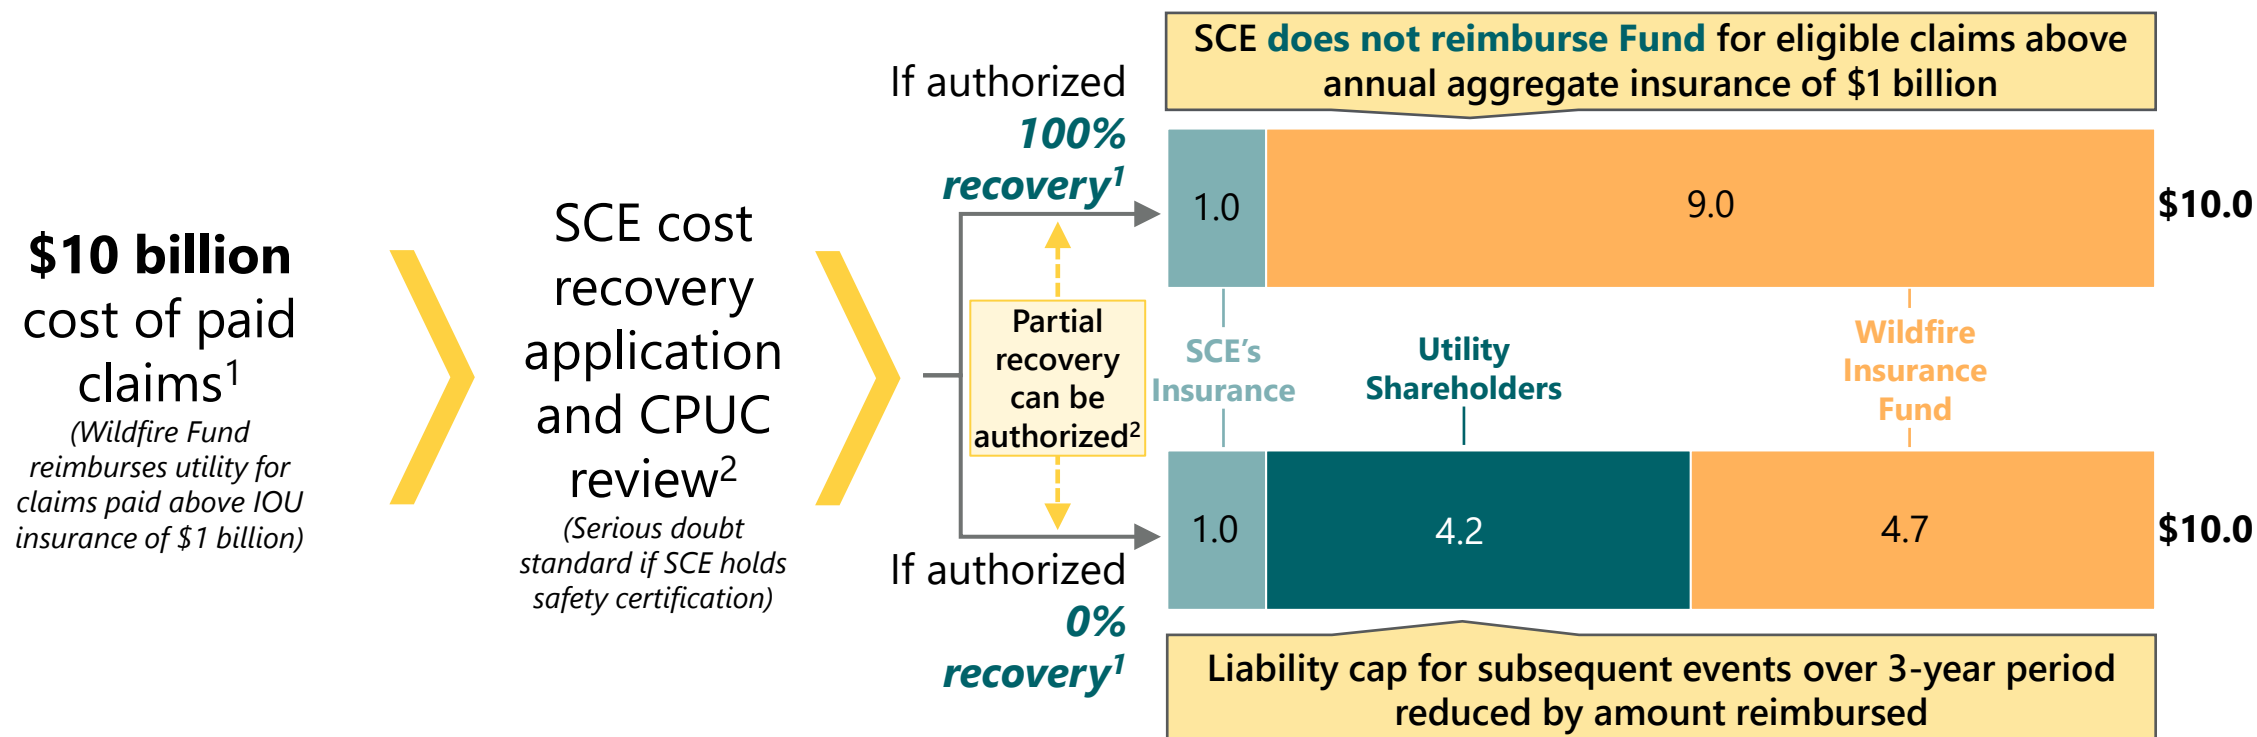 $10 billion
cost of paid
claims1
(Wildfire Fund
reimburses utility for
claims paid above IOU
insurance of $1 billion)
SCE cost
recovery
application
and CPUC
review2
(Serious doubt
standard if SCE holds
safety certification)
If authorized
100%
recovery1
Partial
recovery
can be
authorized2
If authorized
0%
recovery1
SCE does not reimburse Fund for eligible claims above
annual aggregate insurance of $1 billion
1.0
9.0
$10.0
SCE's
Insurance
Utility
Shareholders
Wildfire
Insurance
Fund
1.0
4.2
4.7
$10.0
Liability cap for subsequent events over 3-year period
reduced by amount reimbursed